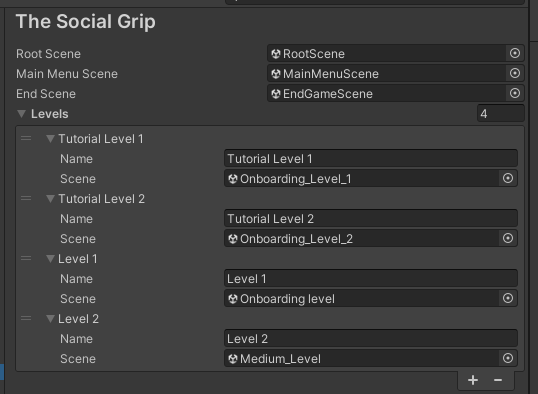 The Social Grip
Root Scene RootScene
Main Menu Scene MainMenuScene
End Scene EndGameScene
Levels 4
Tutorial Level 1
Name Tutorial Level 1
Scene Onboarding_Level_1
Tutorial Level 2
Name Tutorial Level 2
Scene Onboarding_Level_2
Level 1
Name Level 1
Scene Onboarding level
Level 2
Name Level 2
Scene Medium_Level
+ −